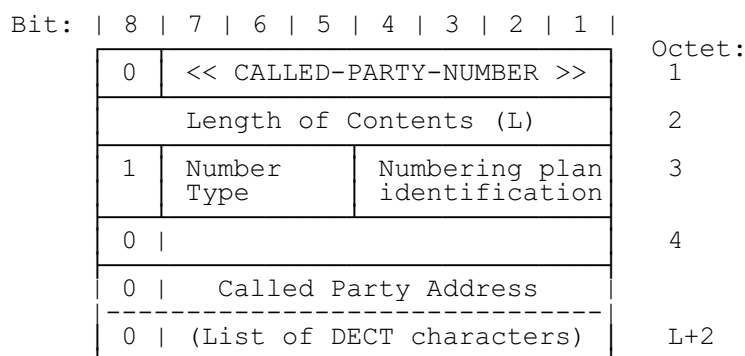 Bit: | 8 | 7 | 6 | 5 | 4 | 3 | 2 | 1 |
Octet:
0 << CALLED-PARTY-NUMBER >> 1
Length of Contents (L) 2
1 Number Numbering plan 3
Type identification
0 | 4
0 | Called Party Address
0 | (List of DECT characters) L+2